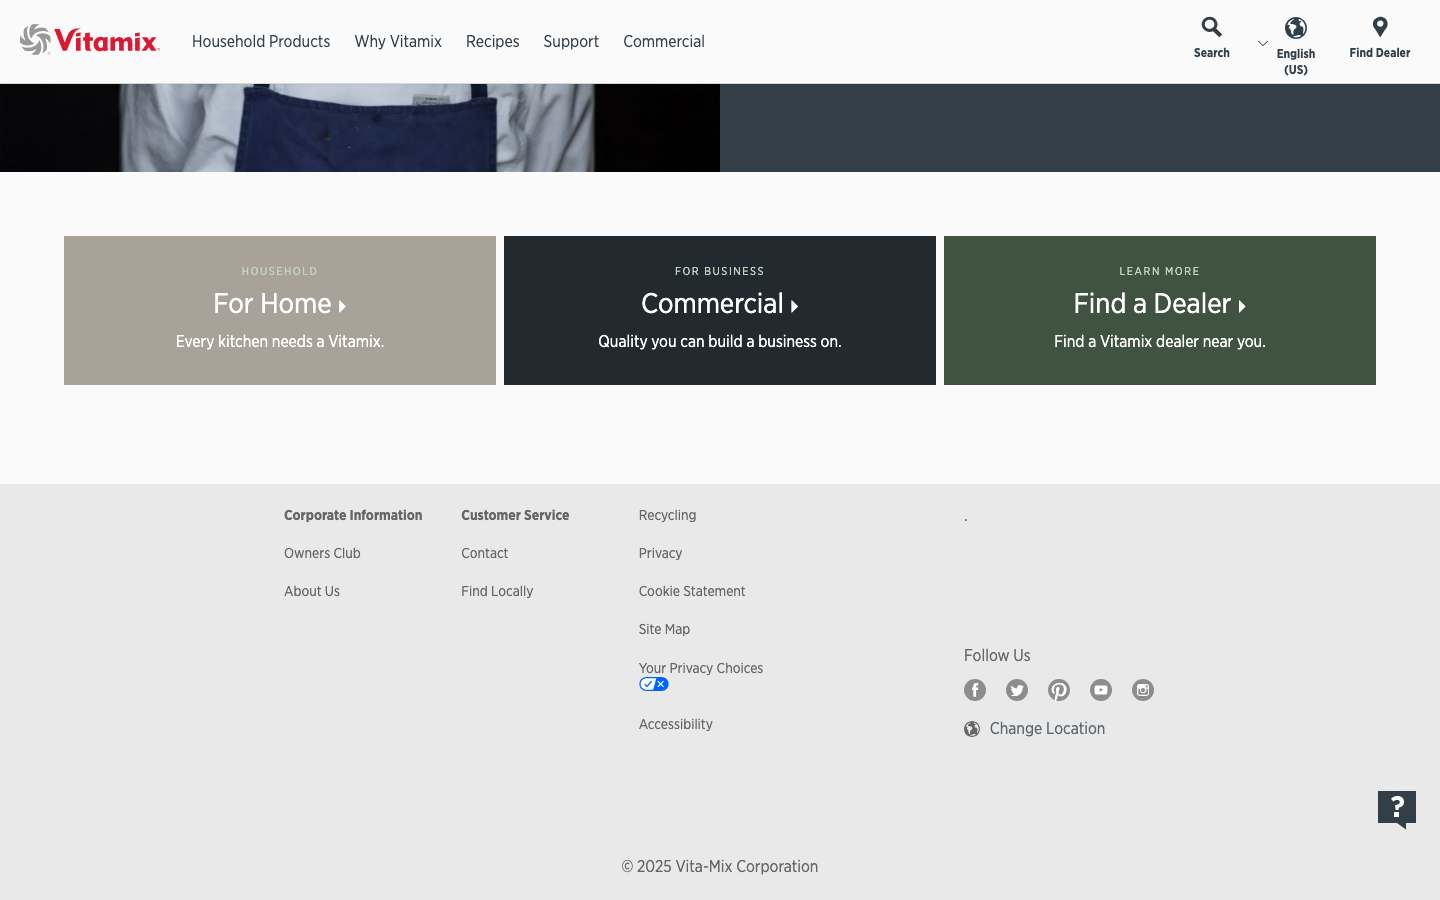 Vitamix
Household Products
Why Vitamix
Recipes
Support
Commercial
Search
English
(US)
Find Dealer
HOUSEHOLD
For Home
Every kitchen needs a Vitamix.
FOR BUSINESS
Commercial
Quality you can build a business on.
LEARN MORE
Find a Dealer
Find a Vitamix dealer near you.
Corporate Information
Owners Club
About Us
Customer Service
Contact
Find Locally
Recycling
Privacy
Cookie Statement
Site Map
Your Privacy Choices
Accessibility
.
Follow Us
Change Location
?
© 2025 Vita-Mix Corporation